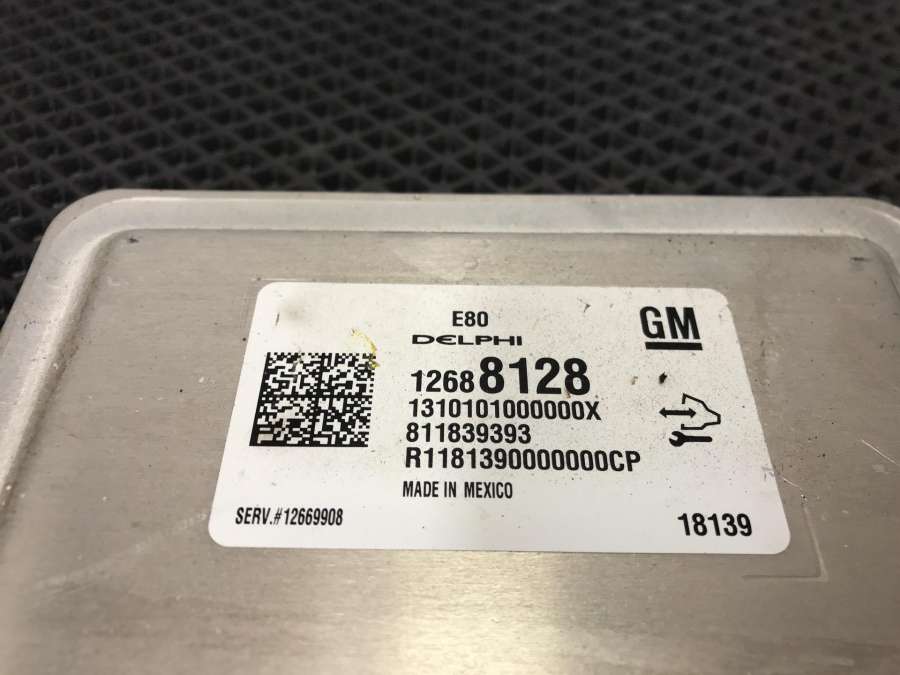 E80
GM
DELPHI
12688128
1310101000000X
811839393
R1181390000000CP
MADE IN MEXICO
SERV.#12669908
18139